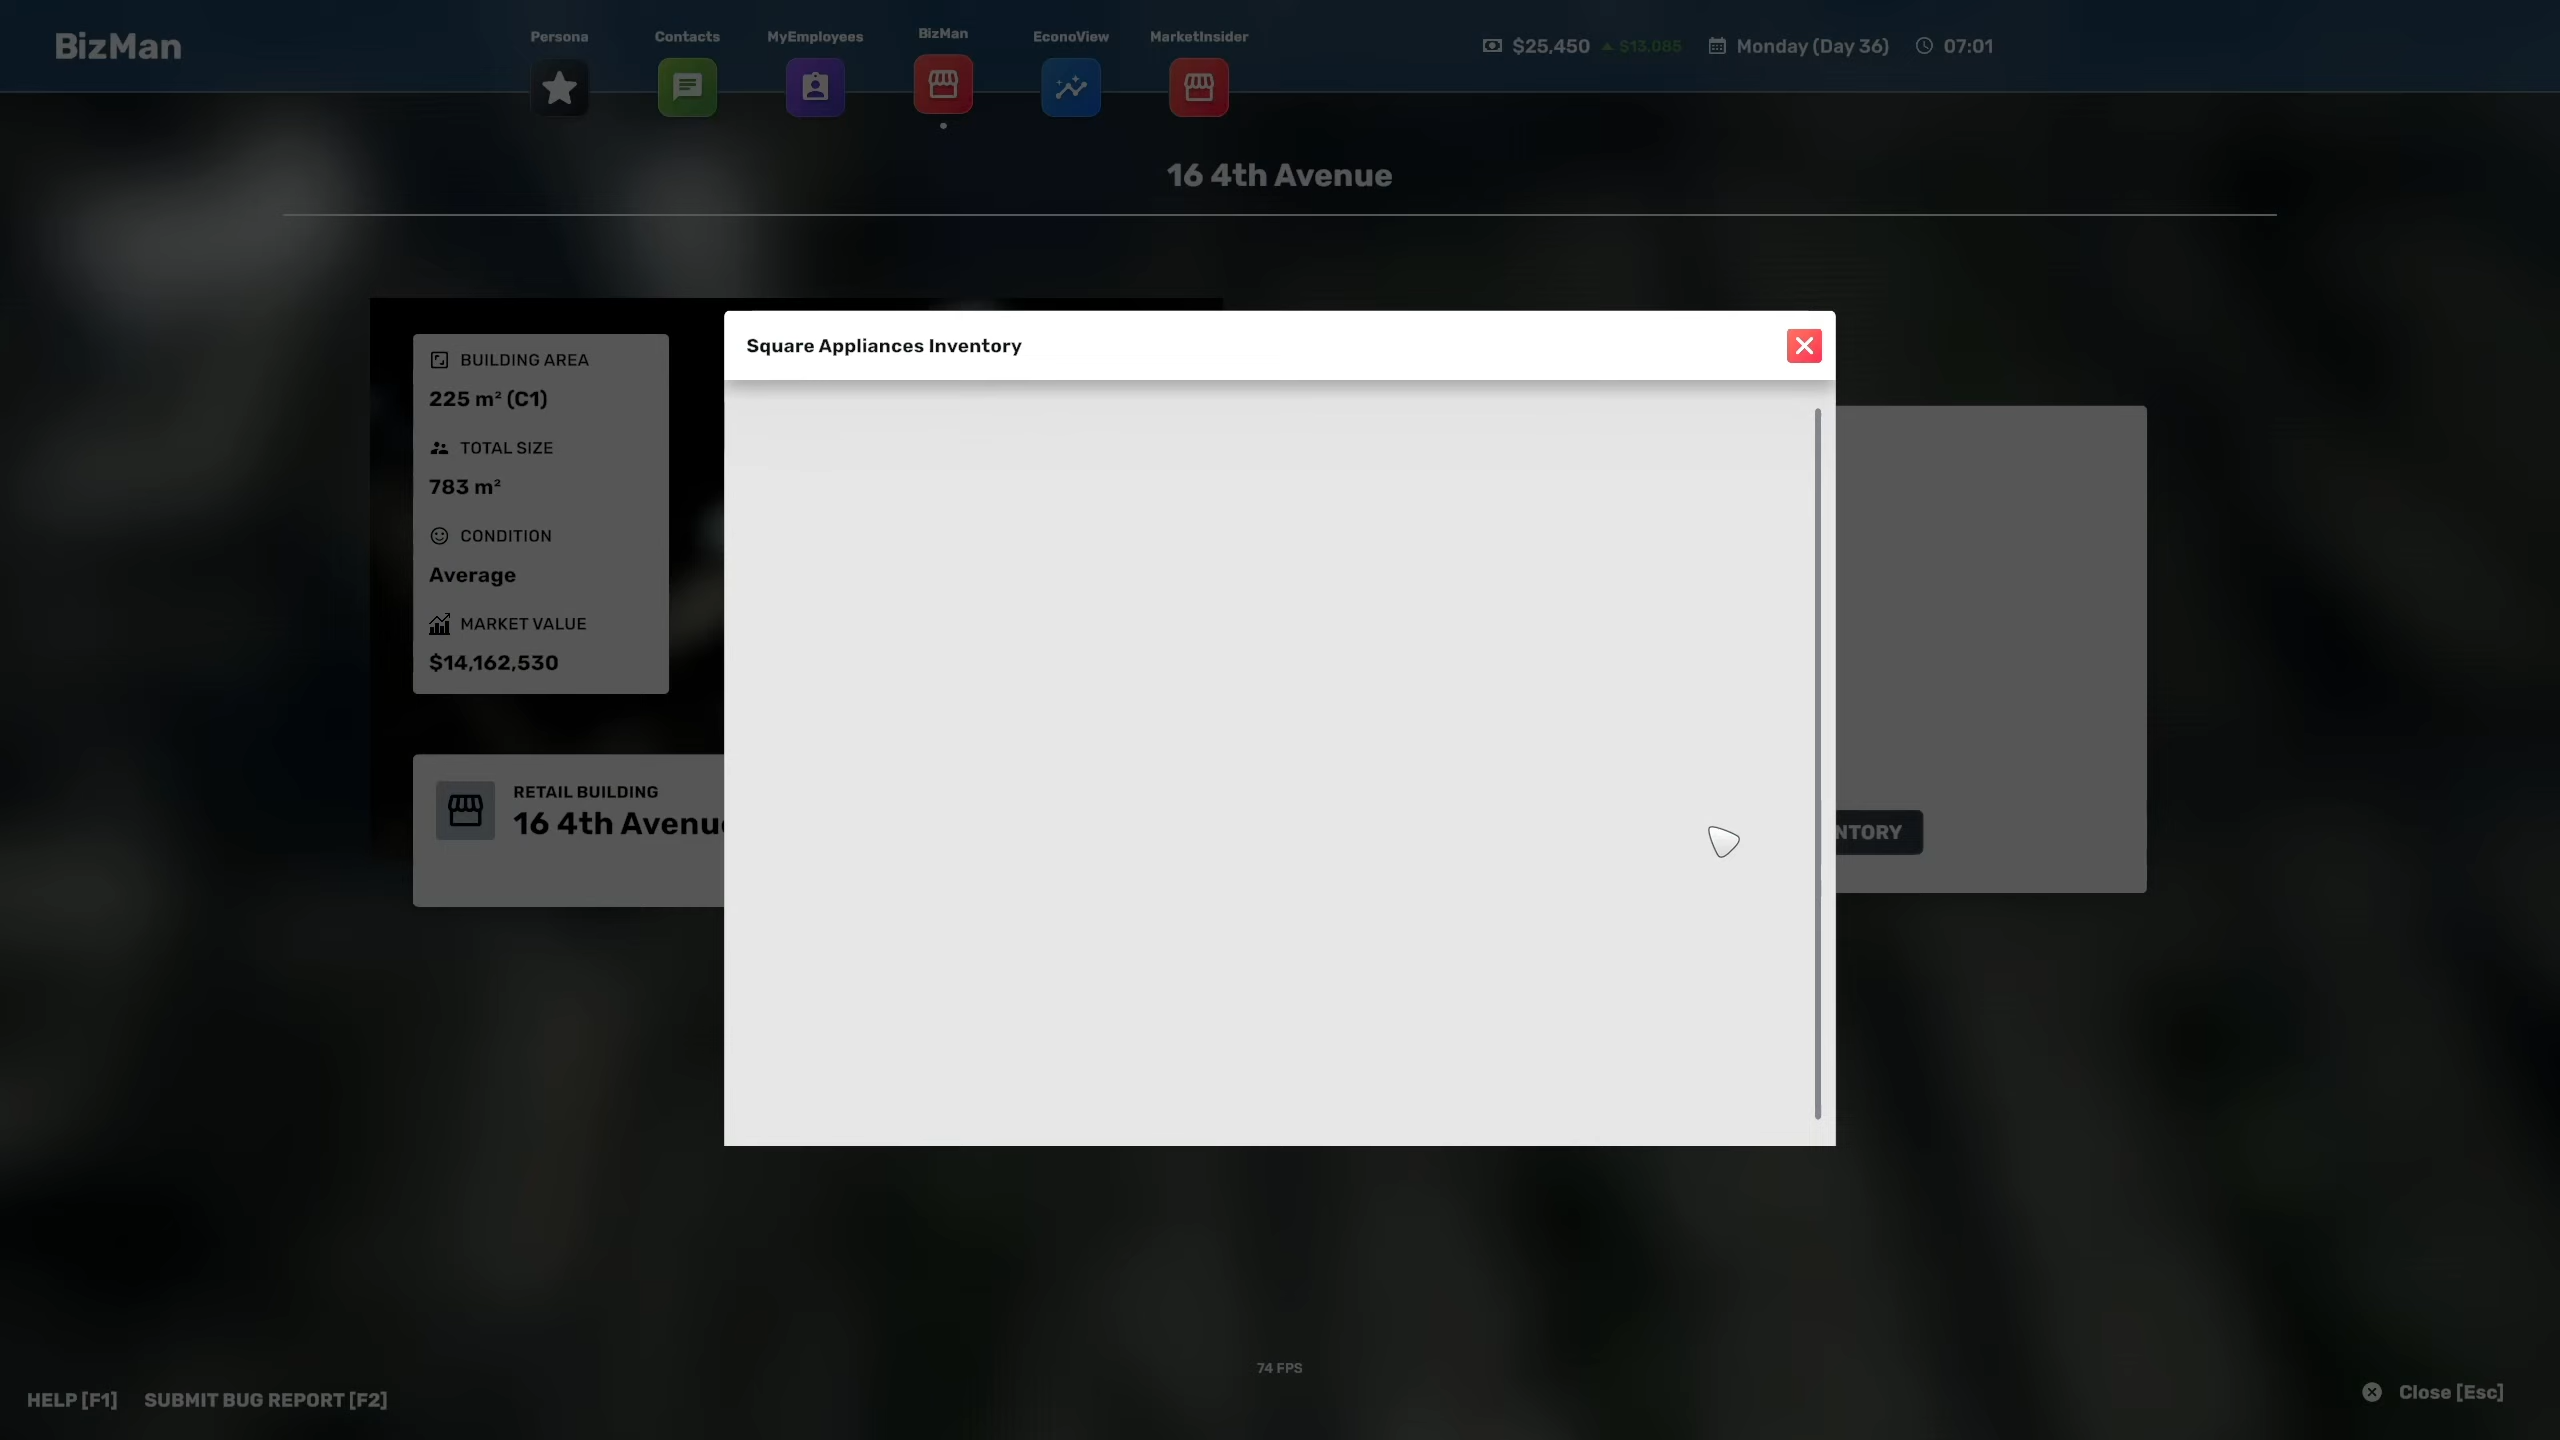 BizMan
Persona
Contacts
MyEmployees
BizMan
EconoView
MarketInsider
$25,450
$13,085
Monday (Day 36)
07:01
16 4th Avenue
Square Appliances Inventory
BUILDING AREA
225 m² (C1)
TOTAL SIZE
783 m²
CONDITION
Average
MARKET VALUE
$14,162,530
RETAIL BUILDING
16 4th Avenu
NTORY
74 FPS
HELP [F1]
SUBMIT BUG REPORT [F2]
Close [Esc]